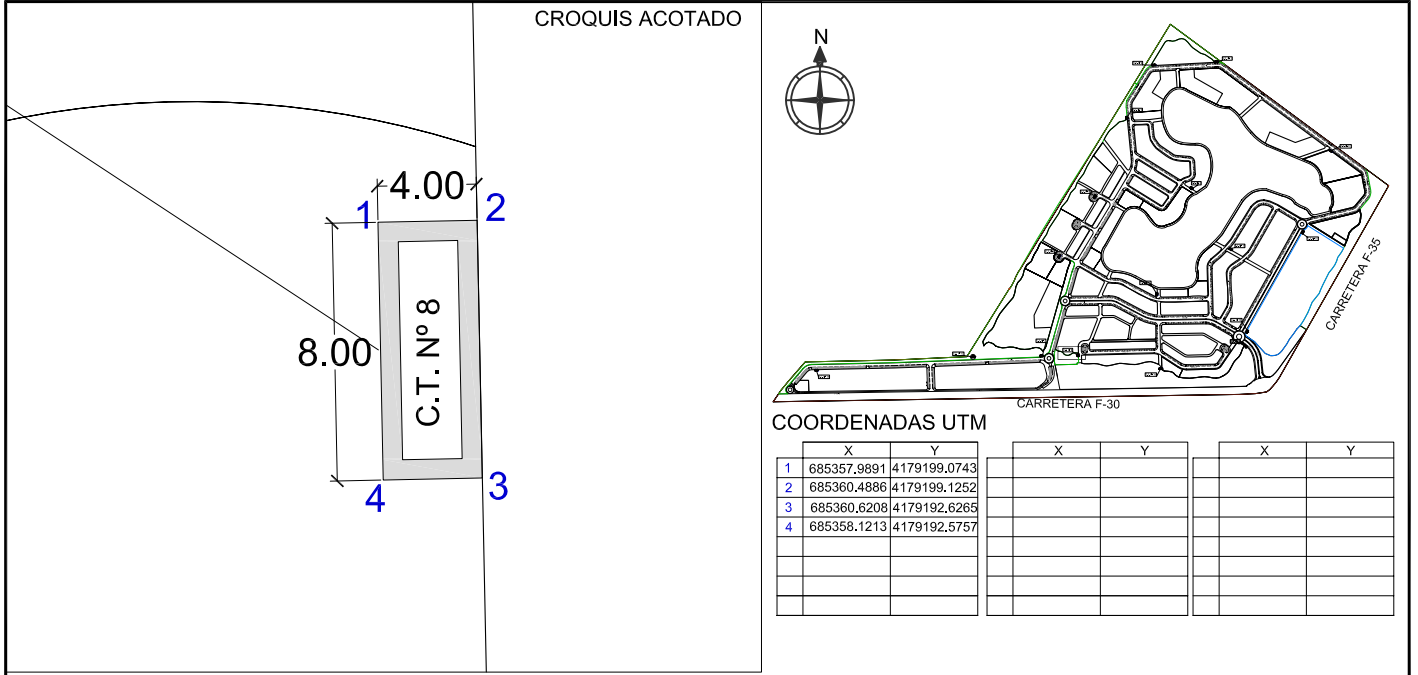 CROQUIS ACOTADO
4.00
1
2
8.00
C.T. Nº 8
4
3
N
CARRETERA F-35
CARRETERA F-30
COORDENADAS UTM
X Y X Y X Y
1 685357.9891 4179199.0743
2 685360.4886 4179199.1252
3 685360.6208 4179192.6265
4 685358.1213 4179192.5757